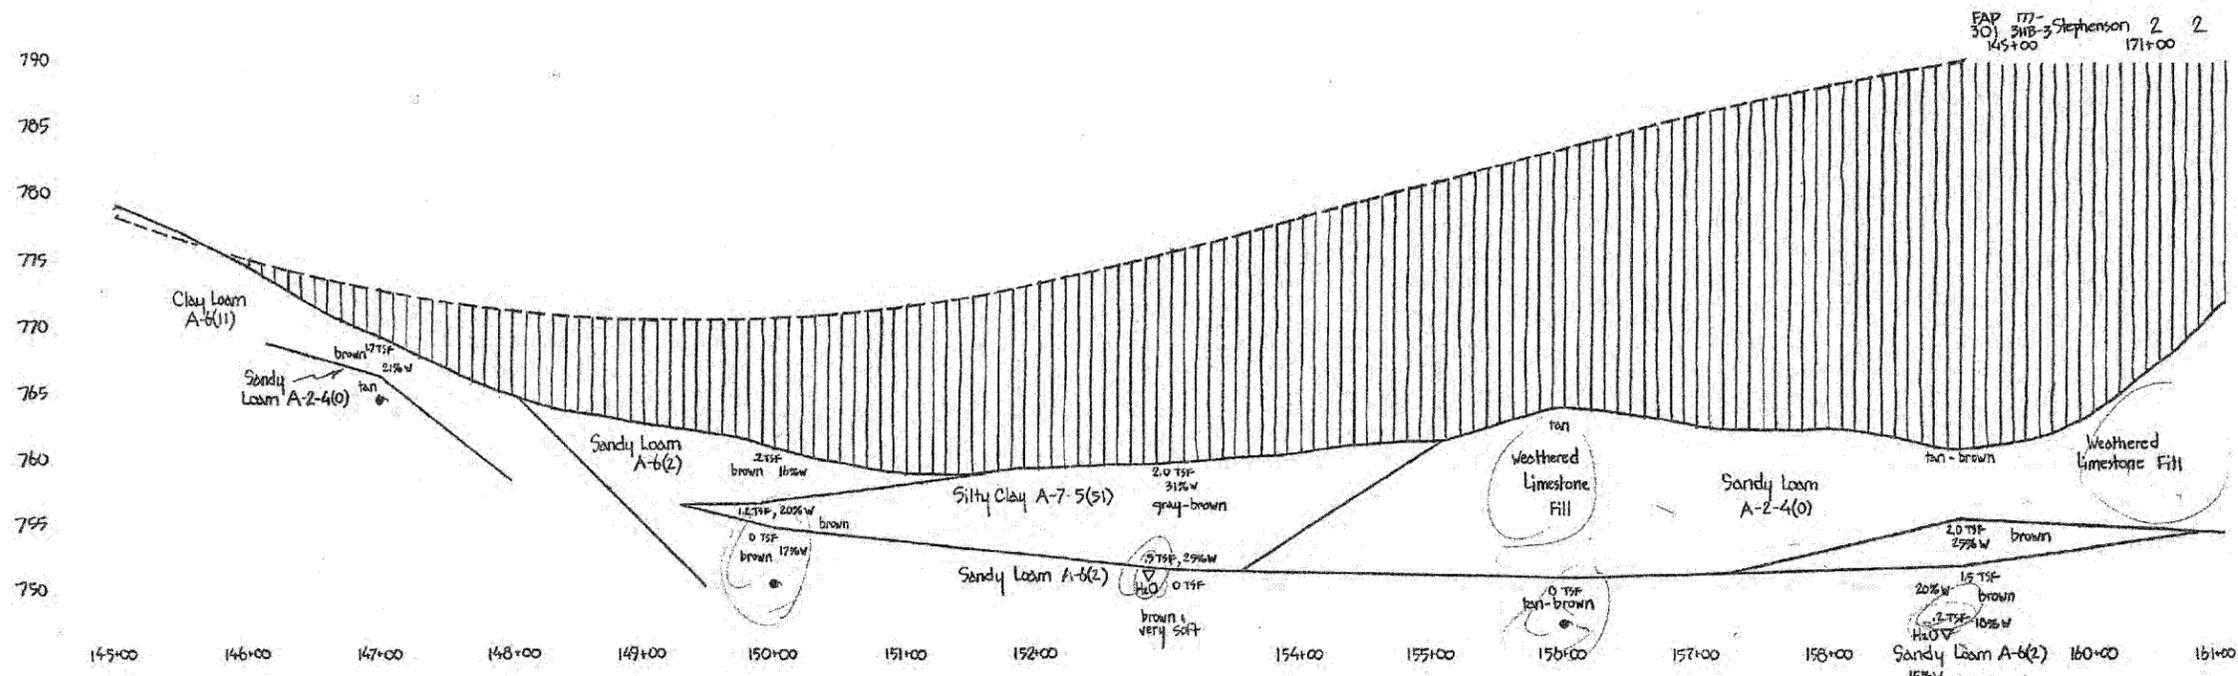 FAP 177- Stephenson 2 2
301 3HB-3
145+00 171+00
790
785
780
775
770
765
760
755
750
Clay Loam
A-6(11)
brown 1.7 TSF
21% W
Sandy
Loam A-2-4(0)
tan
Sandy Loam
A-6(2)
.2 TSF
brown 16% W
1.2 TSF, 20% W
brown
0 TSF
brown 17% W
Silty Clay A-7-5(51)
2.0 TSF
31% W
gray-brown
Sandy Loam A-6(2)
.5 TSF, 25% W
H2O 0 TSF
brown &
very soft
tan
Weathered
Limestone
Fill
0 TSF
tan-brown
Sandy Loam
A-2-4(0)
tan-brown
Weathered
Limestone Fill
2.0 TSF
25% W
brown
1.5 TSF
20% W
brown
.2 TSF 18% W
H2O
Sandy Loam A-6(2)
15% W
145+00 146+00 147+00 148+00 149+00 150+00 151+00 152+00 154+00 155+00 156+00 157+00 158+00 160+00 161+00